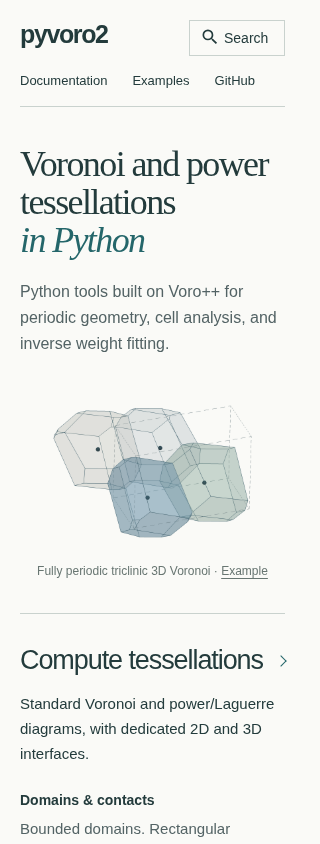 pyvoro2
Search
Documentation Examples GitHub
Voronoi and power
tessellations
in Python
Python tools built on Voro++ for
periodic geometry, cell analysis, and
inverse weight fitting.
Fully periodic triclinic 3D Voronoi · Example
Compute tessellations
Standard Voronoi and power/Laguerre
diagrams, with dedicated 2D and 3D
interfaces.
Domains & contacts
Bounded domains. Rectangular